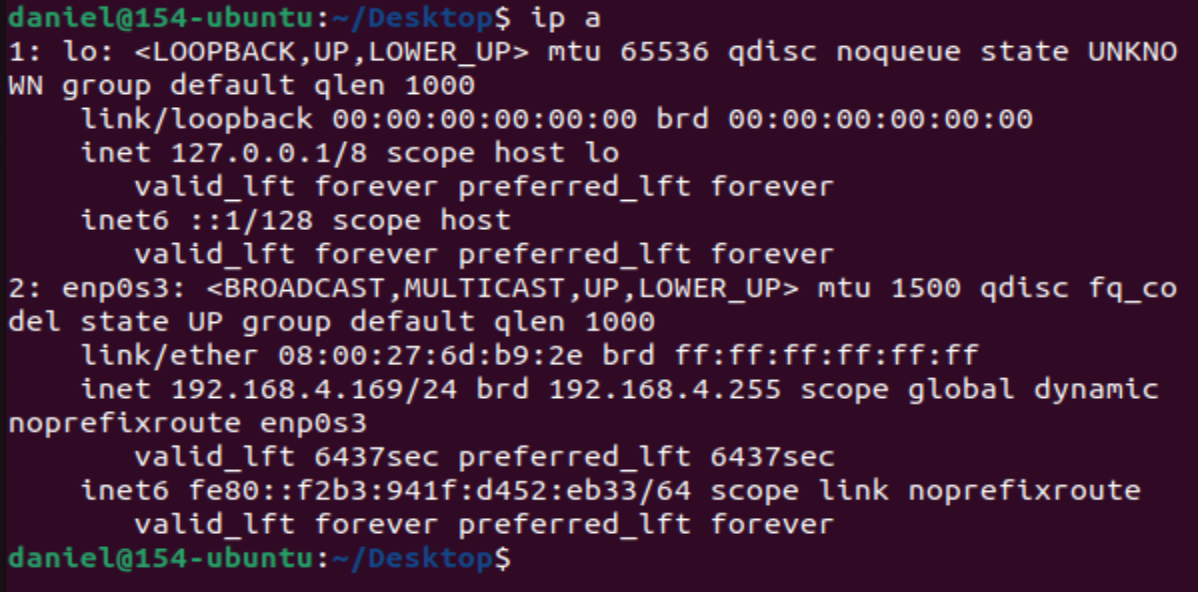 daniel@154-ubuntu:~/Desktop$ ip a
1: lo: <LOOPBACK,UP,LOWER_UP> mtu 65536 qdisc noqueue state UNKNO
WN group default qlen 1000
    link/loopback 00:00:00:00:00:00 brd 00:00:00:00:00:00
    inet 127.0.0.1/8 scope host lo
       valid_lft forever preferred_lft forever
    inet6 ::1/128 scope host
       valid_lft forever preferred_lft forever
2: enp0s3: <BROADCAST,MULTICAST,UP,LOWER_UP> mtu 1500 qdisc fq_co
del state UP group default qlen 1000
    link/ether 08:00:27:6d:b9:2e brd ff:ff:ff:ff:ff:ff
    inet 192.168.4.169/24 brd 192.168.4.255 scope global dynamic
noprefixroute enp0s3
       valid_lft 6437sec preferred_lft 6437sec
    inet6 fe80::f2b3:941f:d452:eb33/64 scope link noprefixroute
       valid_lft forever preferred_lft forever
daniel@154-ubuntu:~/Desktop$